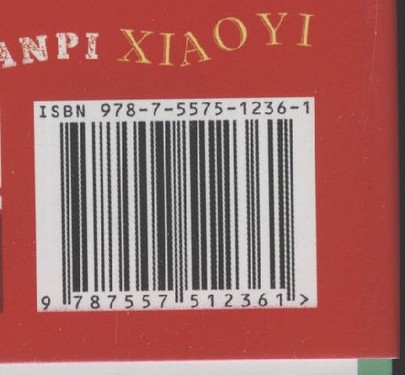 ANPI XIAOYI
ISBN 978-7-5575-1236-1
9 787557 512361 >